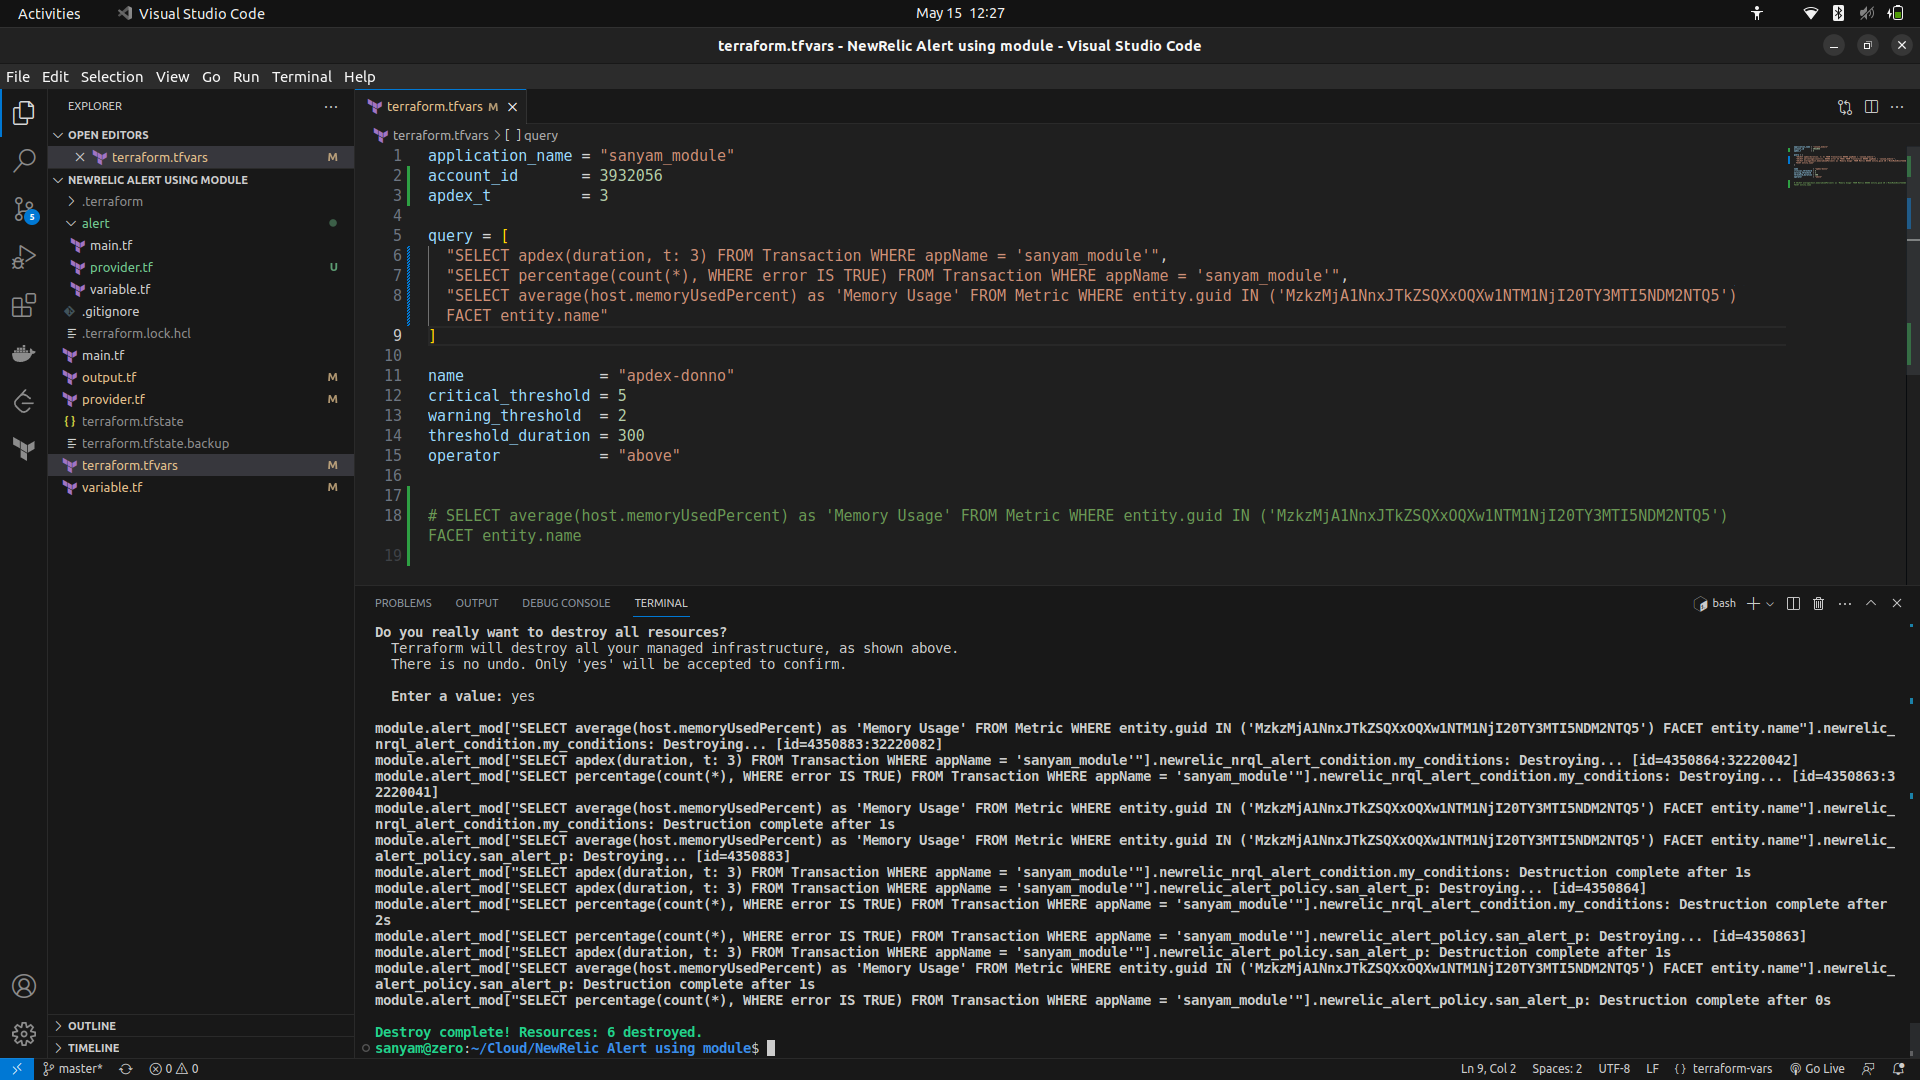 Activities
Visual Studio Code
May 15 12:27
terraform.tfvars - NewRelic Alert using module - Visual Studio Code
File Edit Selection View Go Run Terminal Help
EXPLORER
OPEN EDITORS
terraform.tfvars M
NEWRELIC ALERT USING MODULE
.terraform
alert
main.tf
provider.tf U
variable.tf
.gitignore
.terraform.lock.hcl
main.tf
output.tf M
provider.tf M
terraform.tfstate
terraform.tfstate.backup
terraform.tfvars M
variable.tf M
OUTLINE
TIMELINE
5
terraform.tfvars M
terraform.tfvars > [ ] query
1 application_name = "sanyam_module"
2 account_id       = 3932056
3 apdex_t          = 3
4
5 query = [
6   "SELECT apdex(duration, t: 3) FROM Transaction WHERE appName = 'sanyam_module'",
7   "SELECT percentage(count(*), WHERE error IS TRUE) FROM Transaction WHERE appName = 'sanyam_module'",
8   "SELECT average(host.memoryUsedPercent) as 'Memory Usage' FROM Metric WHERE entity.guid IN ('MzkzMjA1NnxJTkZSQXxOQXw1NTM1NjI20TY3MTI5NDM2NTQ5')
  FACET entity.name"
9 ]
10
11 name               = "apdex-donno"
12 critical_threshold = 5
13 warning_threshold  = 2
14 threshold_duration = 300
15 operator           = "above"
16
17
18 # SELECT average(host.memoryUsedPercent) as 'Memory Usage' FROM Metric WHERE entity.guid IN ('MzkzMjA1NnxJTkZSQXxOQXw1NTM1NjI20TY3MTI5NDM2NTQ5')
FACET entity.name
19
PROBLEMS OUTPUT DEBUG CONSOLE TERMINAL
bash
Do you really want to destroy all resources?
  Terraform will destroy all your managed infrastructure, as shown above.
  There is no undo. Only 'yes' will be accepted to confirm.
  Enter a value: yes
module.alert_mod["SELECT average(host.memoryUsedPercent) as 'Memory Usage' FROM Metric WHERE entity.guid IN ('MzkzMjA1NnxJTkZSQXxOQXw1NTM1NjI20TY3MTI5NDM2NTQ5') FACET entity.name"].newrelic_
nrql_alert_condition.my_conditions: Destroying... [id=4350883:32220082]
module.alert_mod["SELECT apdex(duration, t: 3) FROM Transaction WHERE appName = 'sanyam_module'"].newrelic_nrql_alert_condition.my_conditions: Destroying... [id=4350864:32220042]
module.alert_mod["SELECT percentage(count(*), WHERE error IS TRUE) FROM Transaction WHERE appName = 'sanyam_module'"].newrelic_nrql_alert_condition.my_conditions: Destroying... [id=4350863:3
2220041]
module.alert_mod["SELECT average(host.memoryUsedPercent) as 'Memory Usage' FROM Metric WHERE entity.guid IN ('MzkzMjA1NnxJTkZSQXxOQXw1NTM1NjI20TY3MTI5NDM2NTQ5') FACET entity.name"].newrelic_
nrql_alert_condition.my_conditions: Destruction complete after 1s
module.alert_mod["SELECT average(host.memoryUsedPercent) as 'Memory Usage' FROM Metric WHERE entity.guid IN ('MzkzMjA1NnxJTkZSQXxOQXw1NTM1NjI20TY3MTI5NDM2NTQ5') FACET entity.name"].newrelic_
alert_policy.san_alert_p: Destroying... [id=4350883]
module.alert_mod["SELECT apdex(duration, t: 3) FROM Transaction WHERE appName = 'sanyam_module'"].newrelic_nrql_alert_condition.my_conditions: Destruction complete after 1s
module.alert_mod["SELECT apdex(duration, t: 3) FROM Transaction WHERE appName = 'sanyam_module'"].newrelic_alert_policy.san_alert_p: Destroying... [id=4350864]
module.alert_mod["SELECT percentage(count(*), WHERE error IS TRUE) FROM Transaction WHERE appName = 'sanyam_module'"].newrelic_nrql_alert_condition.my_conditions: Destruction complete after
2s
module.alert_mod["SELECT percentage(count(*), WHERE error IS TRUE) FROM Transaction WHERE appName = 'sanyam_module'"].newrelic_alert_policy.san_alert_p: Destroying... [id=4350863]
module.alert_mod["SELECT apdex(duration, t: 3) FROM Transaction WHERE appName = 'sanyam_module'"].newrelic_alert_policy.san_alert_p: Destruction complete after 1s
module.alert_mod["SELECT average(host.memoryUsedPercent) as 'Memory Usage' FROM Metric WHERE entity.guid IN ('MzkzMjA1NnxJTkZSQXxOQXw1NTM1NjI20TY3MTI5NDM2NTQ5') FACET entity.name"].newrelic_
alert_policy.san_alert_p: Destruction complete after 1s
module.alert_mod["SELECT percentage(count(*), WHERE error IS TRUE) FROM Transaction WHERE appName = 'sanyam_module'"].newrelic_alert_policy.san_alert_p: Destruction complete after 0s
Destroy complete! Resources: 6 destroyed.
sanyam@zero:~/Cloud/NewRelic Alert using module$
master* 0 0 Ln 9, Col 2 Spaces: 2 UTF-8 LF { } terraform-vars Go Live